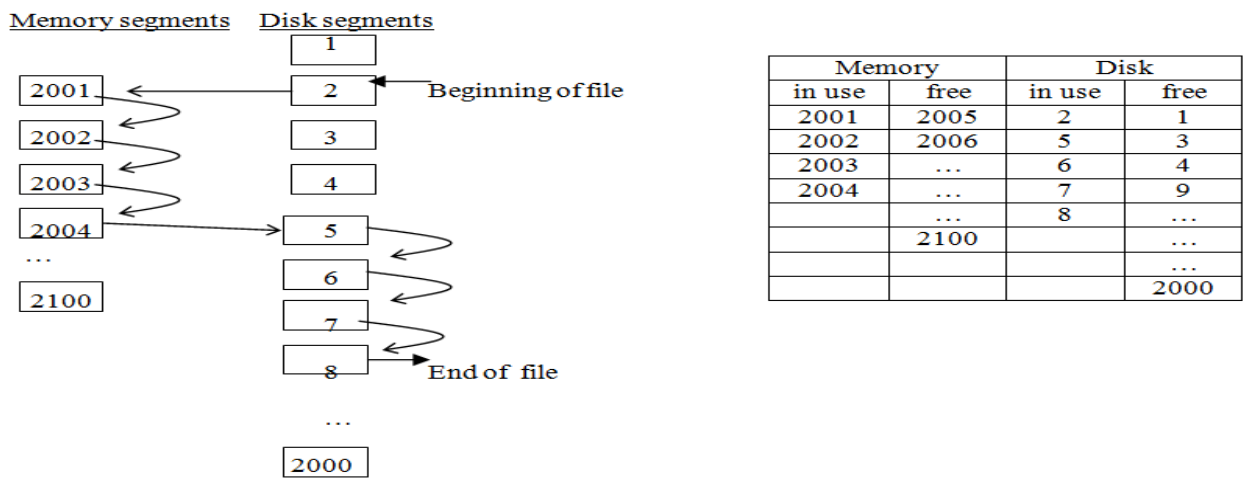 Memory segments Disk segments
1
2001 2 Beginning of file
2002 3
2003 4
2004 5
...
6
2100
7
8 End of file
...
2000
Memory Disk
in use free in use free
2001 2005 2 1
2002 2006 5 3
2003 ... 6 4
2004 ... 7 9
... 8 ...
2100 ...
...
2000